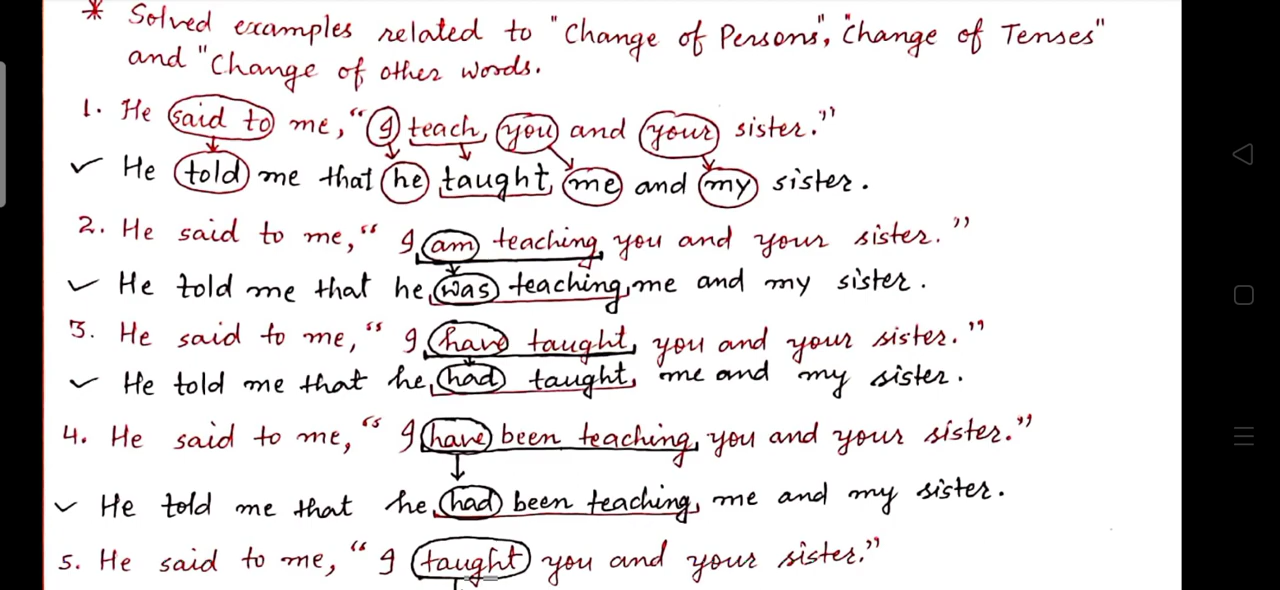 * Solved examples related to "Change of Persons", "Change of Tenses"
and "Change of other words.
1. He said to me, "I teach you and your sister."
✓ He told me that he taught me and my sister.
2. He said to me, "I am teaching you and your sister."
✓ He told me that he was teaching me and my sister.
3. He said to me, "I have taught you and your sister."
✓ He told me that he had taught me and my sister.
4. He said to me, "I have been teaching you and your sister."
✓ He told me that he had been teaching me and my sister.
5. He said to me, "I taught you and your sister."